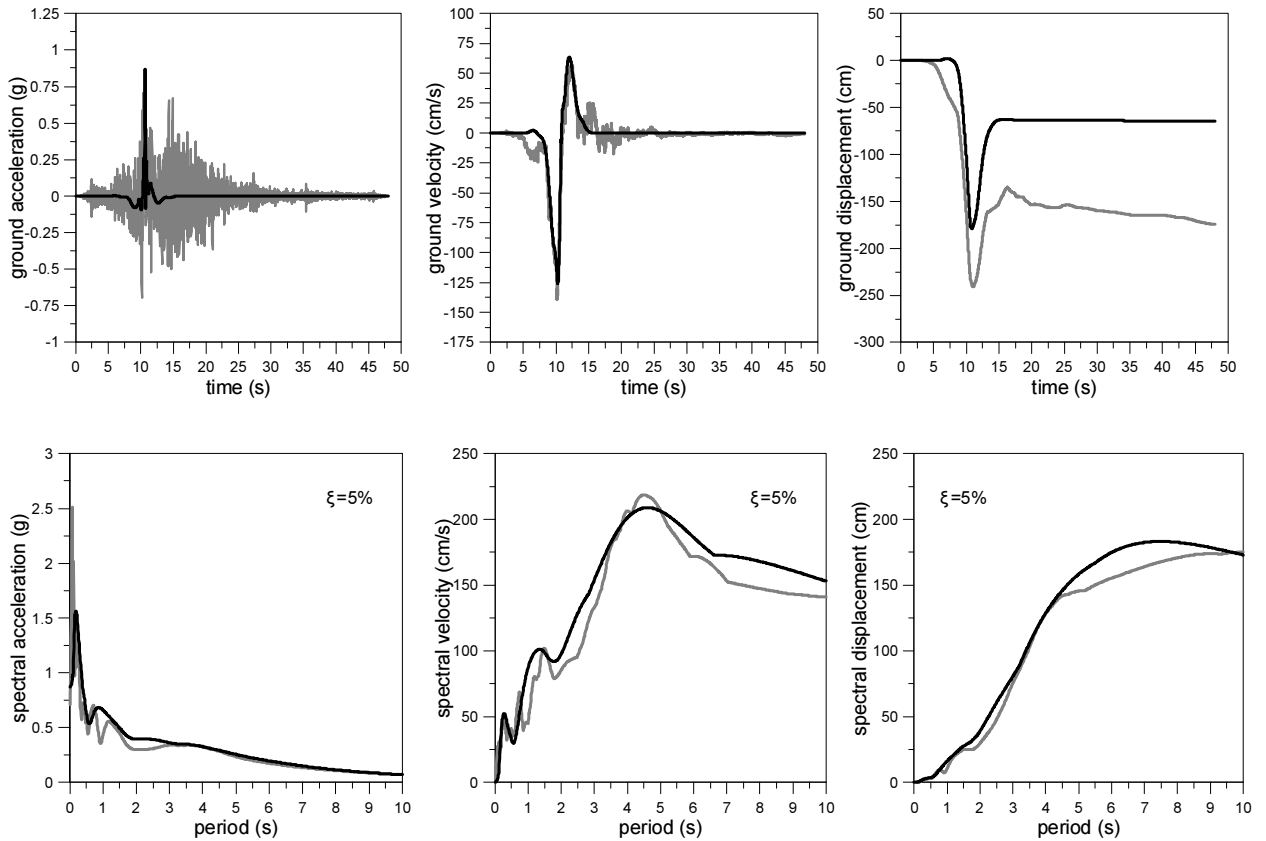 ground acceleration (g)
1.25
1
0.75
0.5
0.25
0
-0.25
-0.5
-0.75
-1
0 5 10 15 20 25 30 35 40 45 50
time (s)
ground velocity (cm/s)
100
75
50
25
0
-25
-50
-75
-100
-125
-150
-175
0 5 10 15 20 25 30 35 40 45 50
time (s)
ground displacement (cm)
50
0
-50
-100
-150
-200
-250
-300
0 5 10 15 20 25 30 35 40 45 50
time (s)
spectral acceleration (g)
3
2.5
2
1.5
1
0.5
0
ξ=5%
0 1 2 3 4 5 6 7 8 9 10
period (s)
spectral velocity (cm/s)
250
200
150
100
50
0
ξ=5%
0 1 2 3 4 5 6 7 8 9 10
period (s)
spectral displacement (cm)
250
200
150
100
50
0
ξ=5%
0 1 2 3 4 5 6 7 8 9 10
period (s)